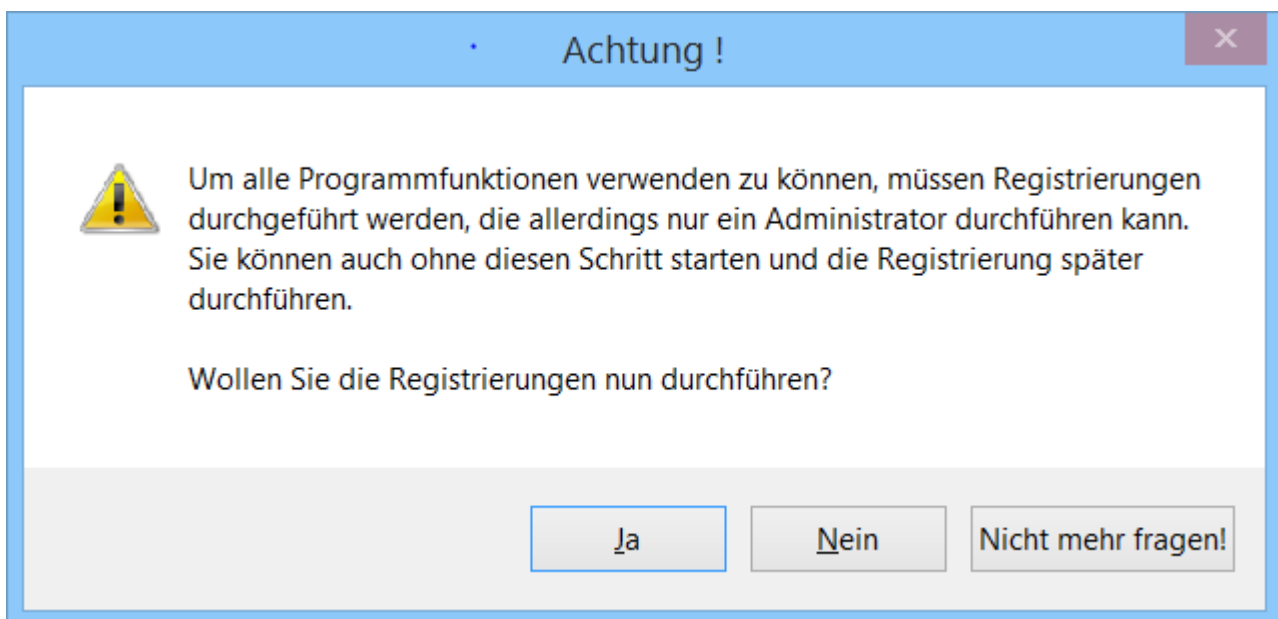 Achtung !
Um alle Programmfunktionen verwenden zu können, müssen Registrierungen
durchgeführt werden, die allerdings nur ein Administrator durchführen kann.
Sie können auch ohne diesen Schritt starten und die Registrierung später
durchführen.
Wollen Sie die Registrierungen nun durchführen?
Ja
Nein
Nicht mehr fragen!